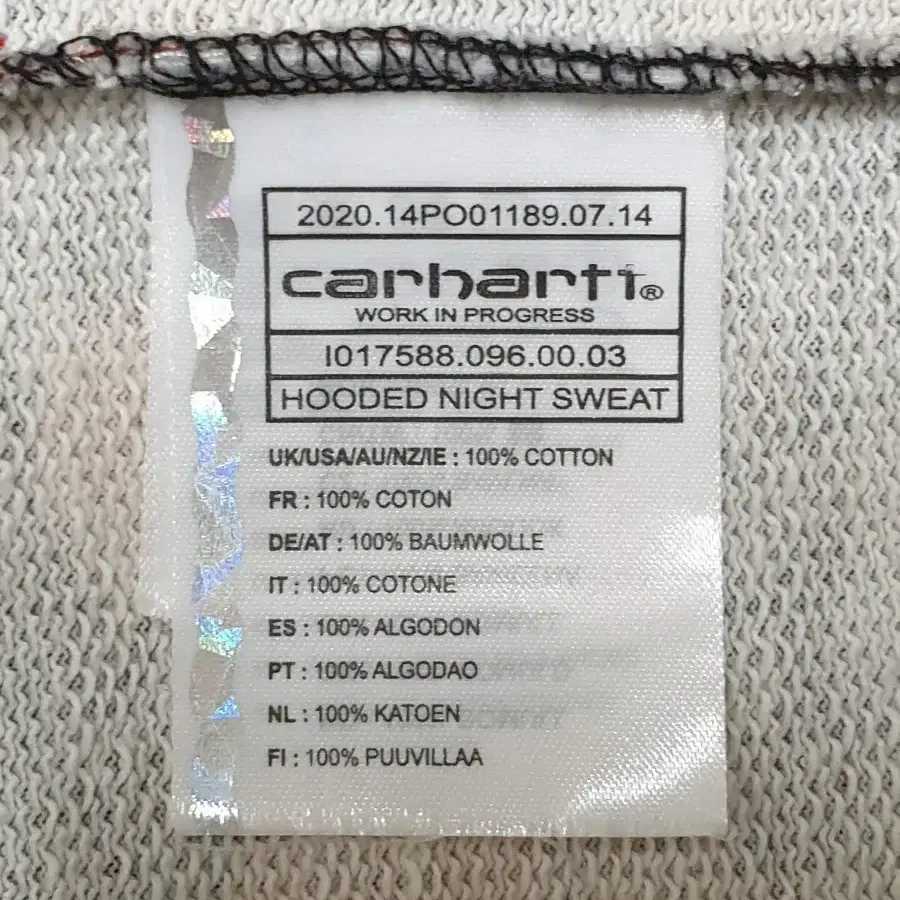 2020.14PO01189.07.14
carhartt®
WORK IN PROGRESS
I017588.096.00.03
HOODED NIGHT SWEAT
UK/USA/AU/NZ/IE : 100% COTTON
FR : 100% COTON
DE/AT : 100% BAUMWOLLE
IT : 100% COTONE
ES : 100% ALGODON
PT : 100% ALGODAO
NL : 100% KATOEN
FI : 100% PUUVILLAA